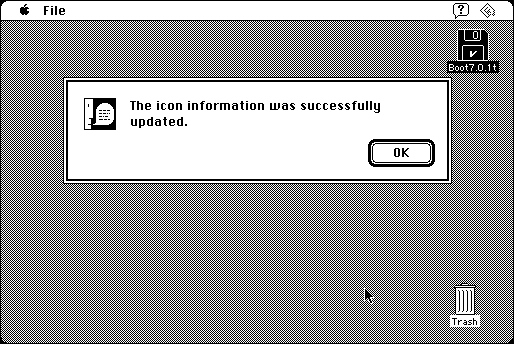 File
Boot7.0.1t
The icon information was successfully
updated.
OK
Trash